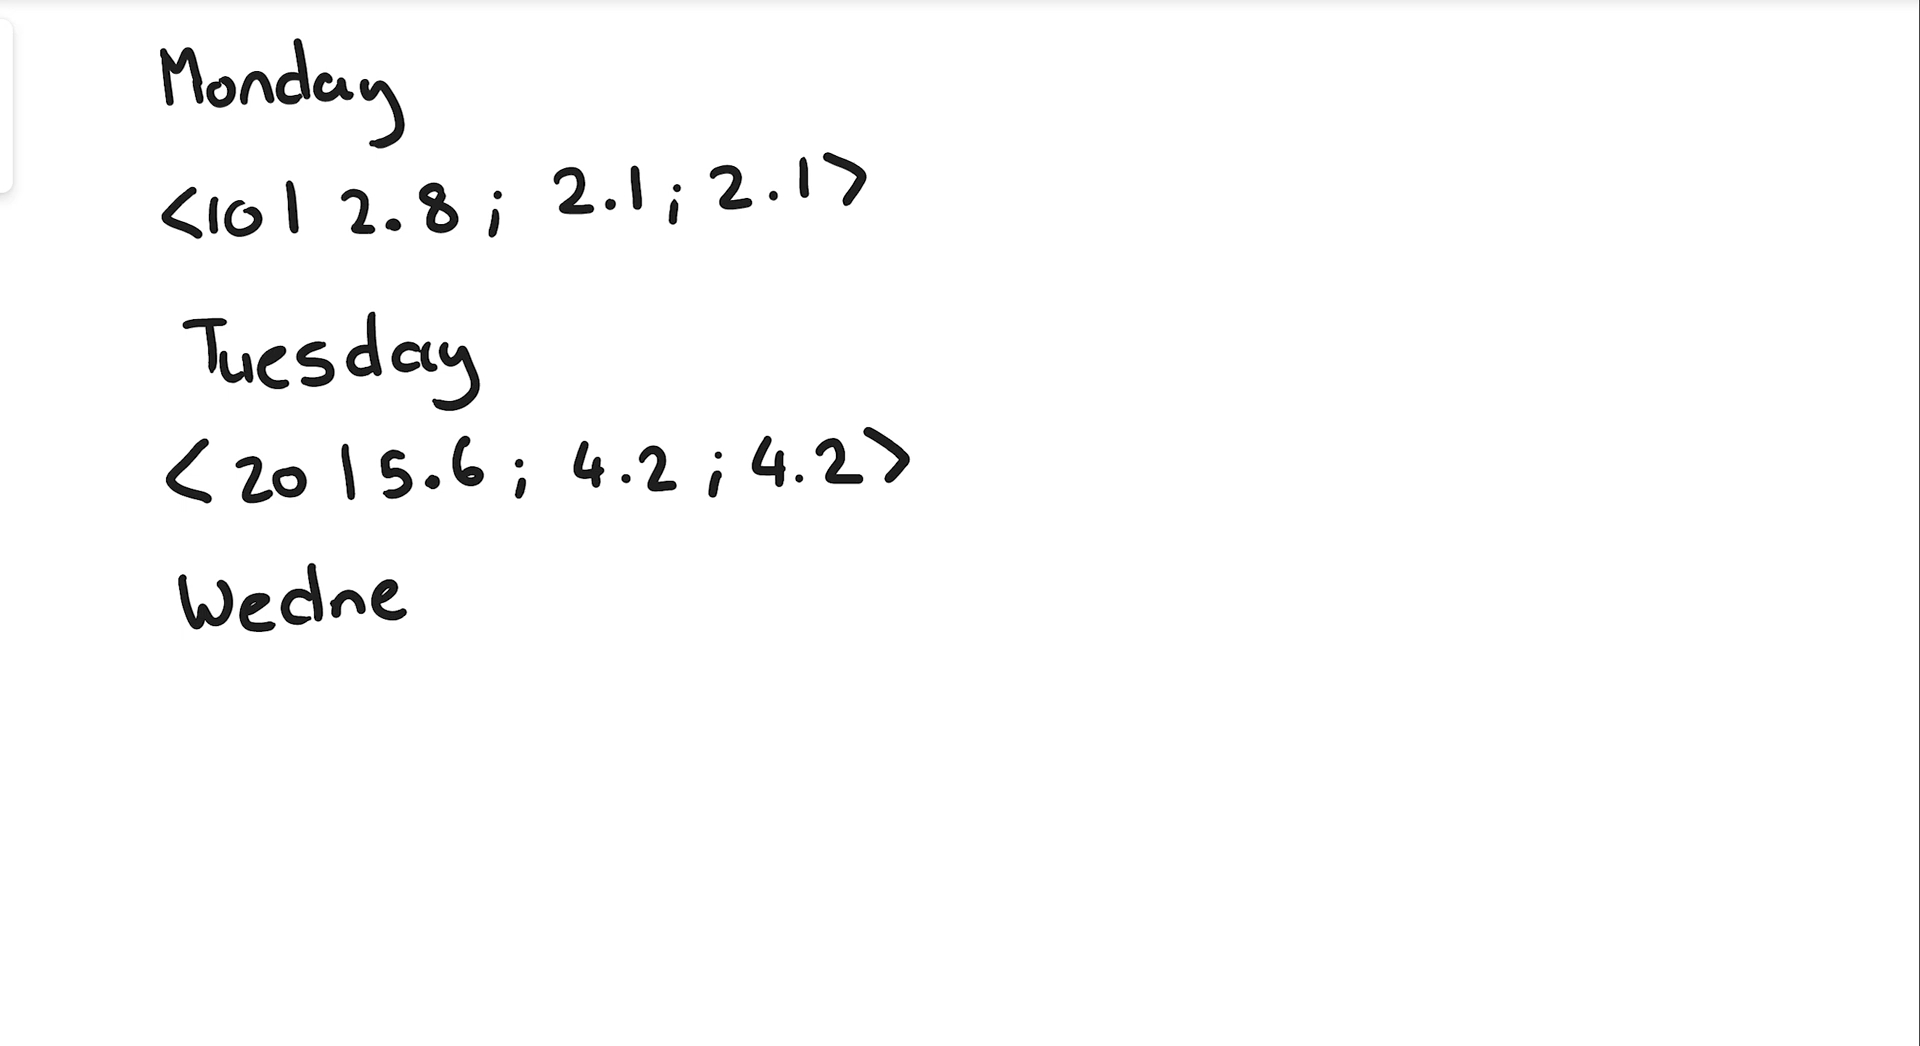 Monday
<10 | 2.8 ; 2.1 ; 2.1>
Tuesday
<20 | 5.6 ; 4.2 ; 4.2>
Wedne